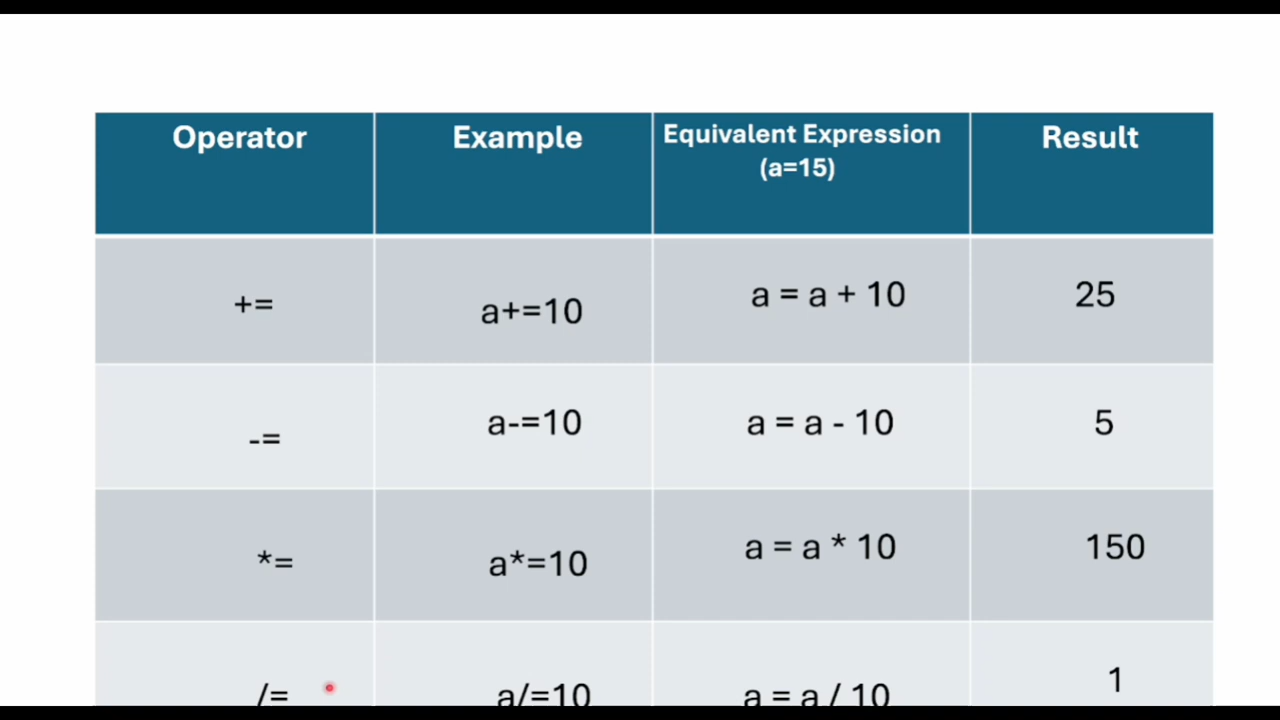 Operator Example Equivalent Expression Result
(a=15)
+= a+=10 a = a + 10 25
-= a-=10 a = a - 10 5
*= a*=10 a = a * 10 150
/= a/=10 a = a / 10 1